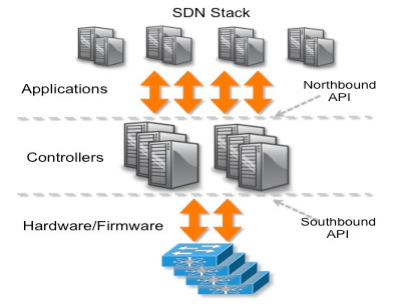 SDN Stack
Applications
Northbound
API
Controllers
Hardware/Firmware
Southbound
API